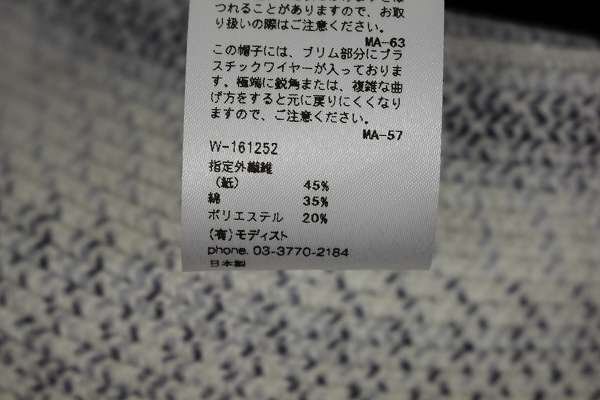 つれることがありますので、お取
り扱いの際はご注意ください。
MA-63
この帽子には、ブリム部分にプラ
スチックワイヤーが入っておりま
す。極端に鋭角または、複雑な曲
げ方をすると元に戻りにくくなり
ますので、ご注意ください。
MA-57
W-161252
指定外繊維
(紙) 45%
綿 35%
ポリエステル 20%
(有)モディスト
phone. 03-3770-2184
日本製